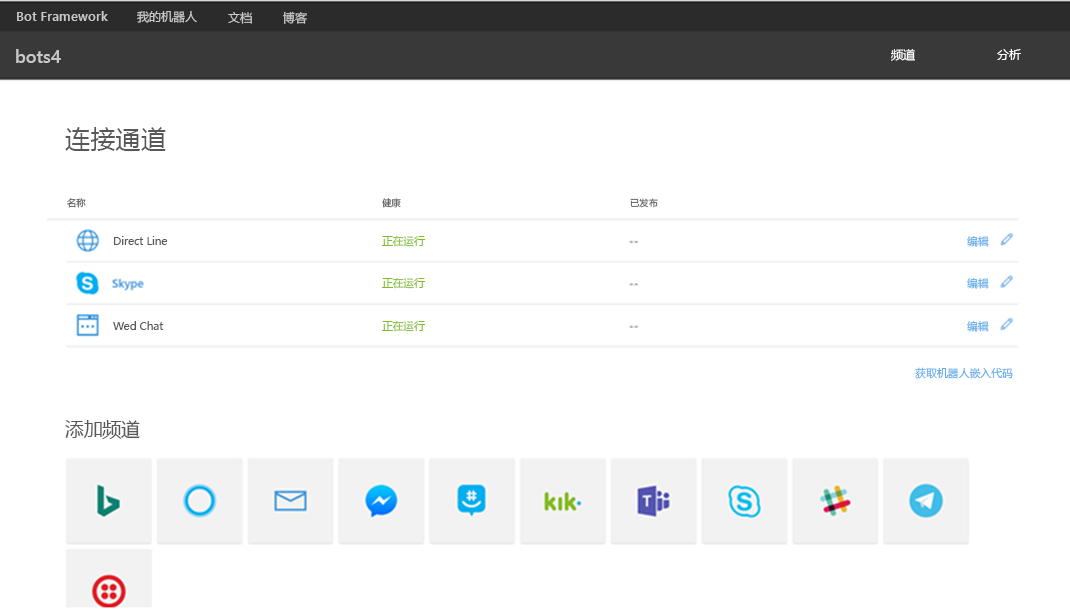 Bot Framework 我的机器人 文档 博客
bots4 频道 分析
连接通道
名称 健康 已发布
Direct Line 正在运行 -- 编辑
Skype 正在运行 -- 编辑
Wed Chat 正在运行 -- 编辑
获取机器人嵌入代码
添加频道
kik·